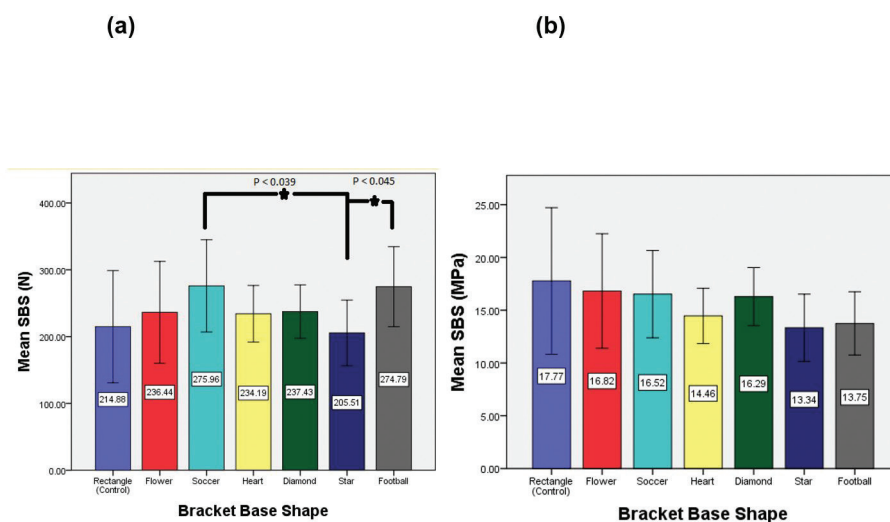 (a)
P < 0.039
P < 0.045
400.00
300.00
200.00
100.00
0.00
Mean SBS (N)
214.88
236.44
275.96
234.19
237.43
205.51
274.79
Rectangle (Control)
Flower
Soccer
Heart
Diamond
Star
Football
Bracket Base Shape
(b)
25.00
20.00
15.00
10.00
5.00
0.00
Mean SBS (MPa)
17.77
16.82
16.52
14.46
16.29
13.34
13.75
Rectangle (Control)
Flower
Soccer
Heart
Diamond
Star
Football
Bracket Base Shape